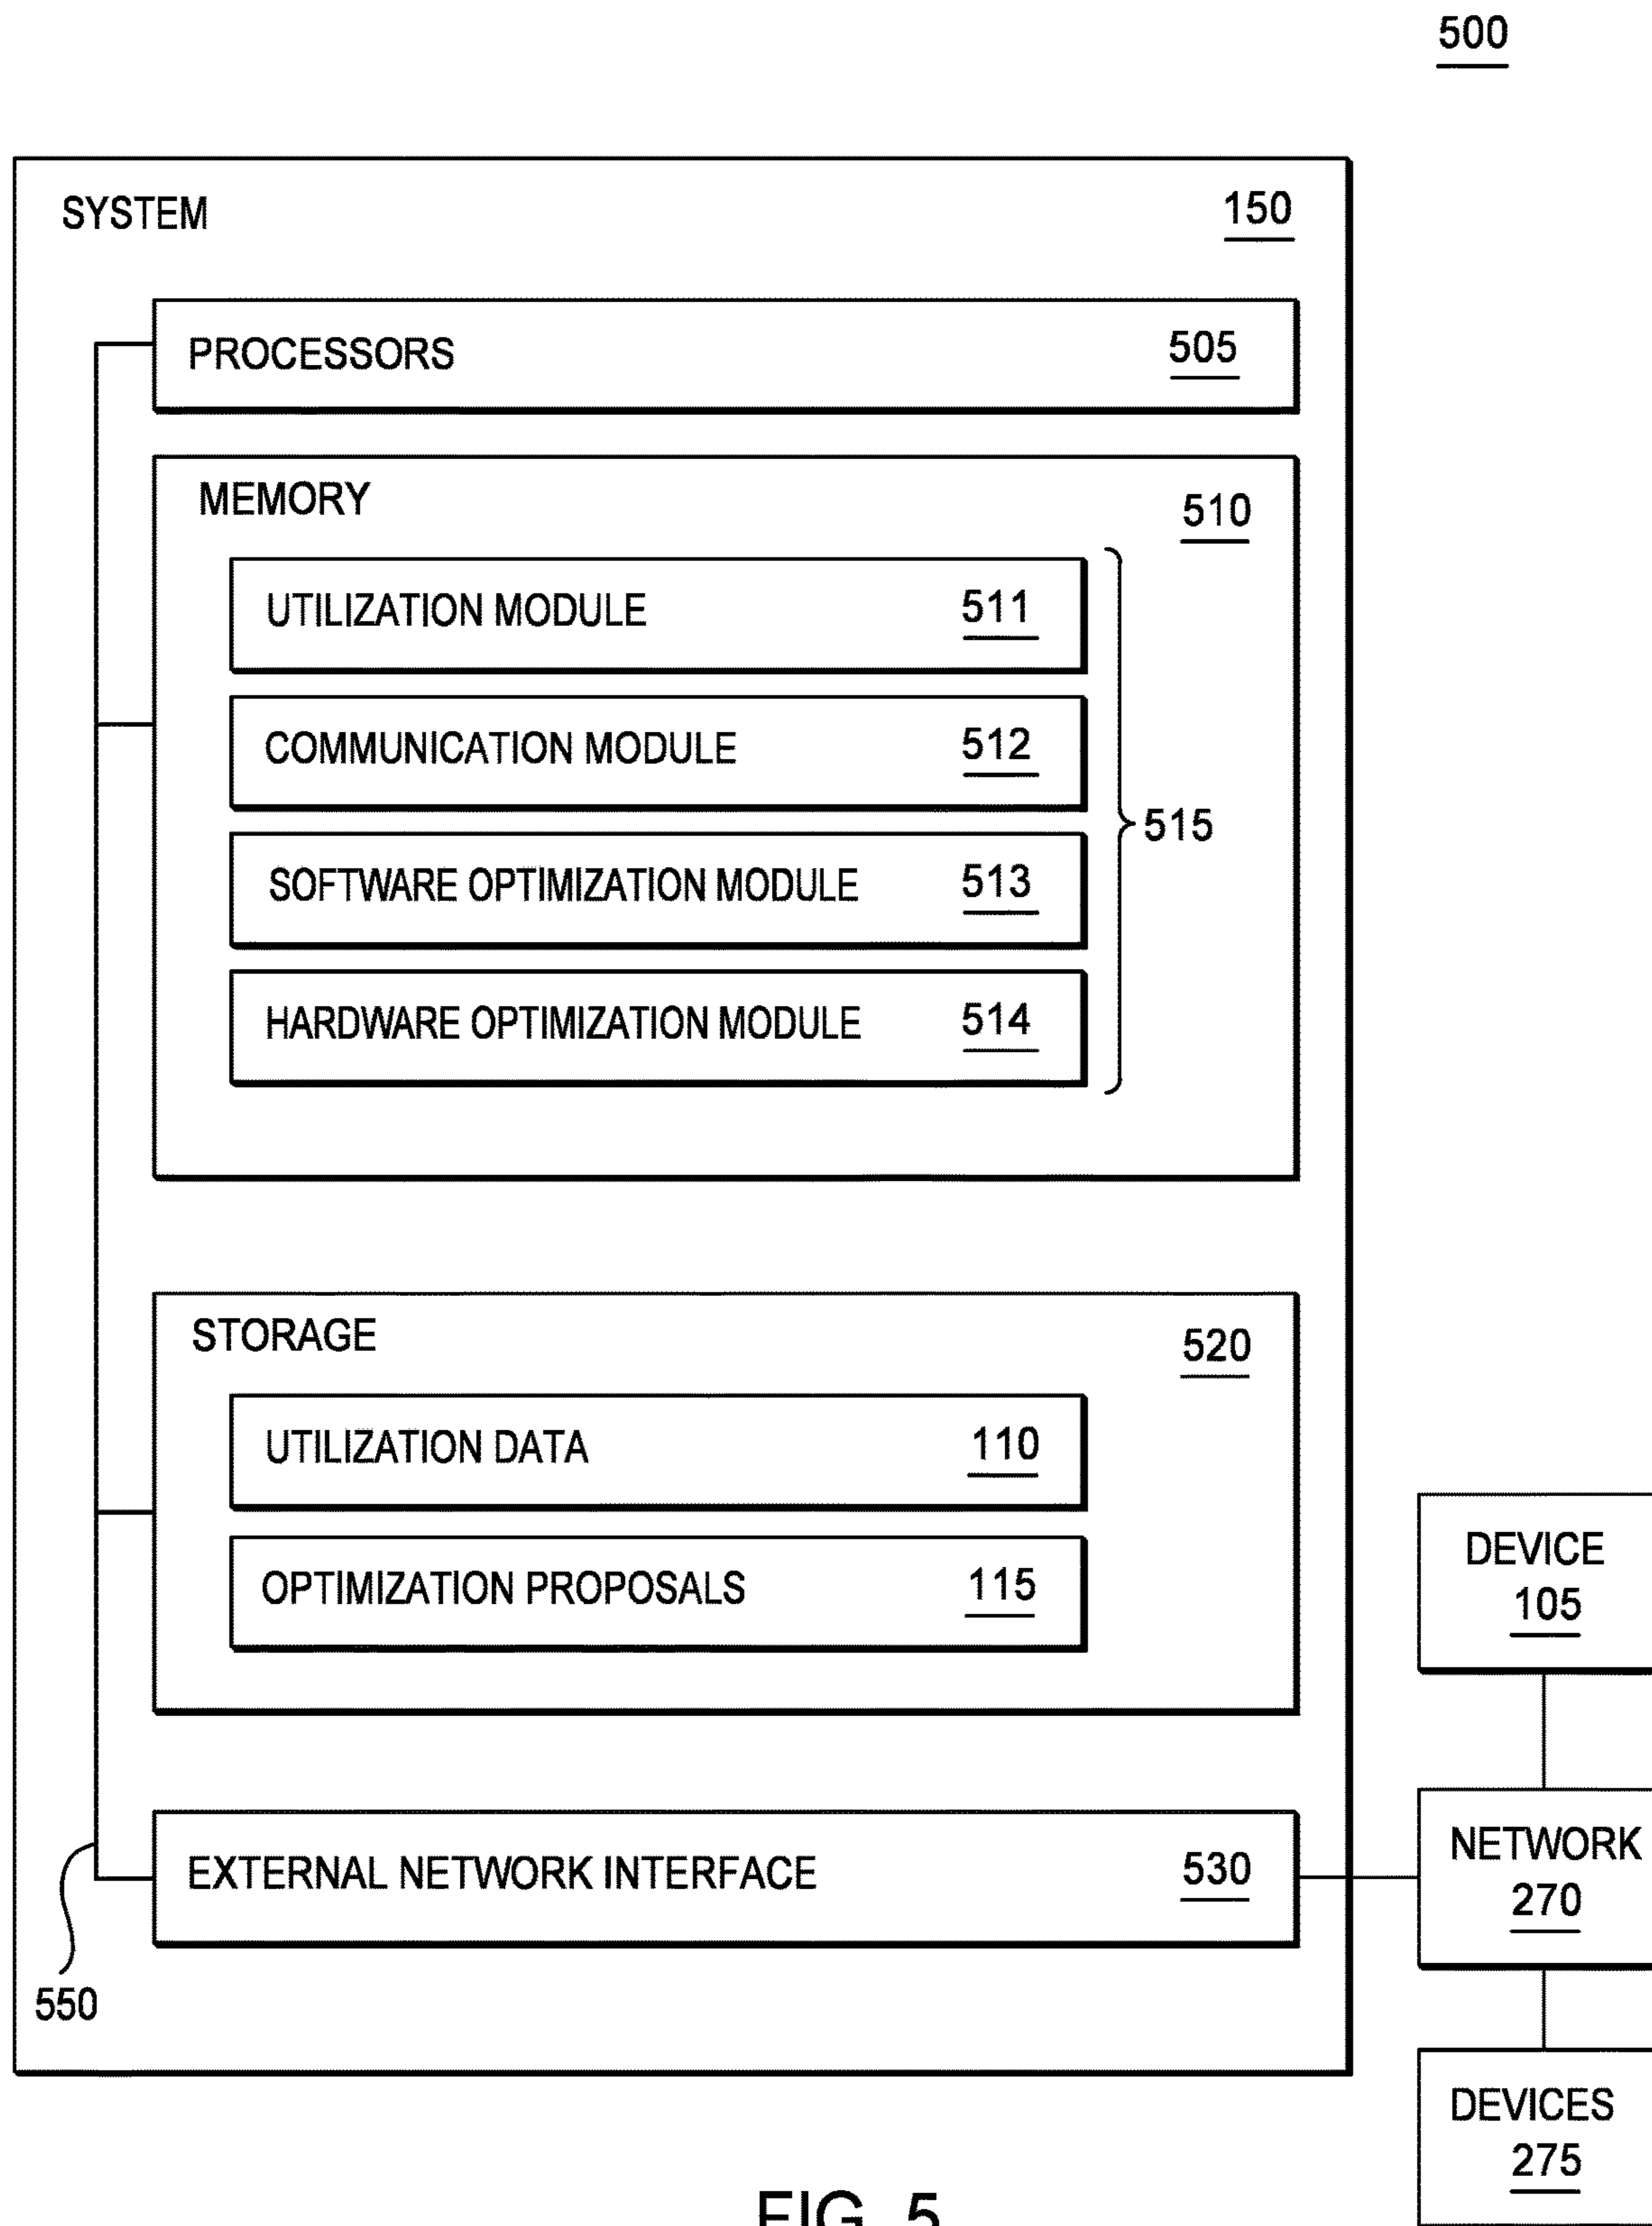 500
SYSTEM 150
PROCESSORS 505
MEMORY 510
UTILIZATION MODULE 511
COMMUNICATION MODULE 512
515
SOFTWARE OPTIMIZATION MODULE 513
HARDWARE OPTIMIZATION MODULE 514
STORAGE 520
UTILIZATION DATA 110
OPTIMIZATION PROPOSALS 115
EXTERNAL NETWORK INTERFACE 530
550
DEVICE
105
NETWORK
270
DEVICES
275
FIG. 5